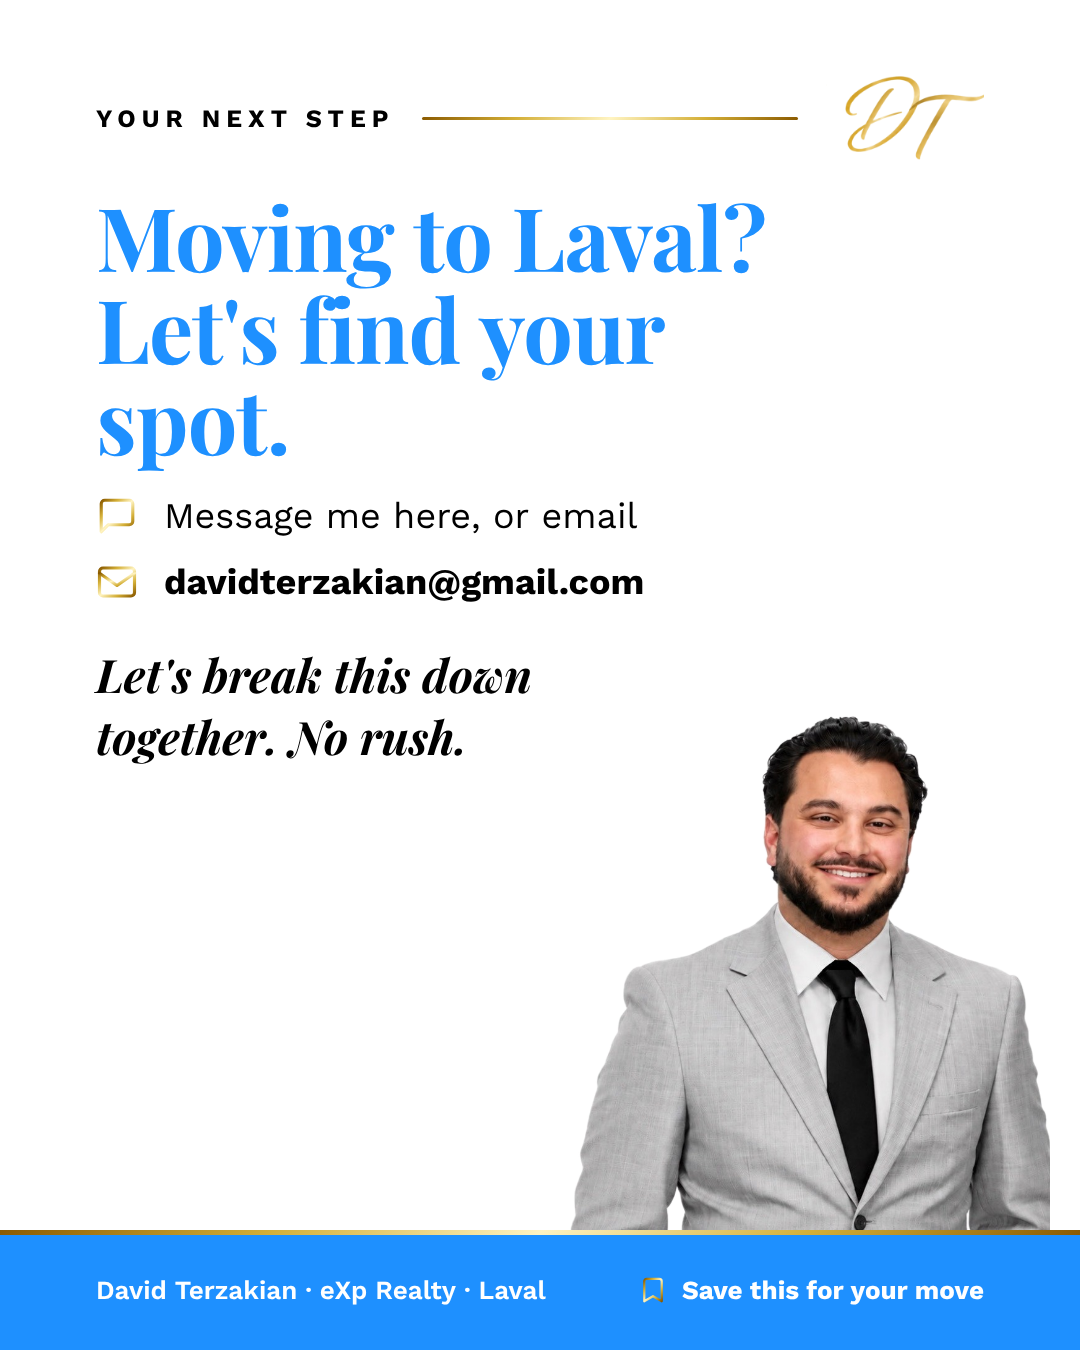 YOUR NEXT STEP
DT
Moving to Laval?
Let's find your
spot.
Message me here, or email
davidterzakian@gmail.com
Let's break this down
together. No rush.
David Terzakian · eXp Realty · Laval
Save this for your move